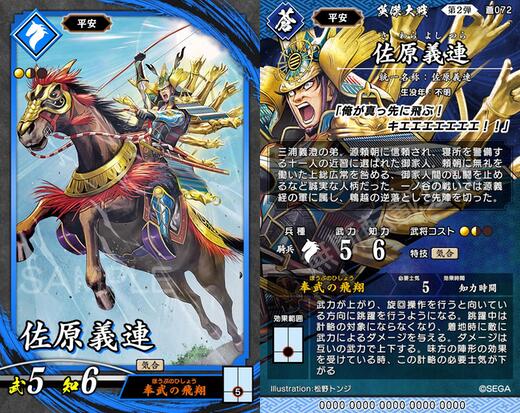 平安
佐原義連
気合
武5 知6
ほうぶのひしょう
奉武の飛翔
5
蒼
平安
英傑大戦
第2弾
蒼072
さわら よしつら
佐原義連
統一名称:佐原義連
生没年 不明
「俺が真っ先に飛ぶ!
キエエエエエエエ!!」
三浦義澄の弟。源頼朝に信頼され、寝所を警備する
十一人の近習に選ばれた御家人。頼朝に無礼を
働いた上総広常を咎める、御家人間の乱闘を止め
るなど誠実な人柄だった。一ノ谷の戦いでは源義
経の軍に属し、鵯越の逆落としで先陣を切った。
兵種 武力 知力 武将コスト
騎兵 5 6
特技 気合
ほうぶのひしょう 必要士気 効果時間
奉武の飛翔 5 知力時間
効果範囲
武力が上がり、旋回操作を行うと向いてい
る方向に跳躍を行うようになる。跳躍中は
計略の対象にならなくなり、着地時に敵に
武力によるダメージを与える。ダメージは
互いの武力で上下する。味方の陣形の効果
を受けている時、この計略の必要士気が下
がる
Illustration:松野トンジ
©SEGA
0000 0000 0000 0000 0000